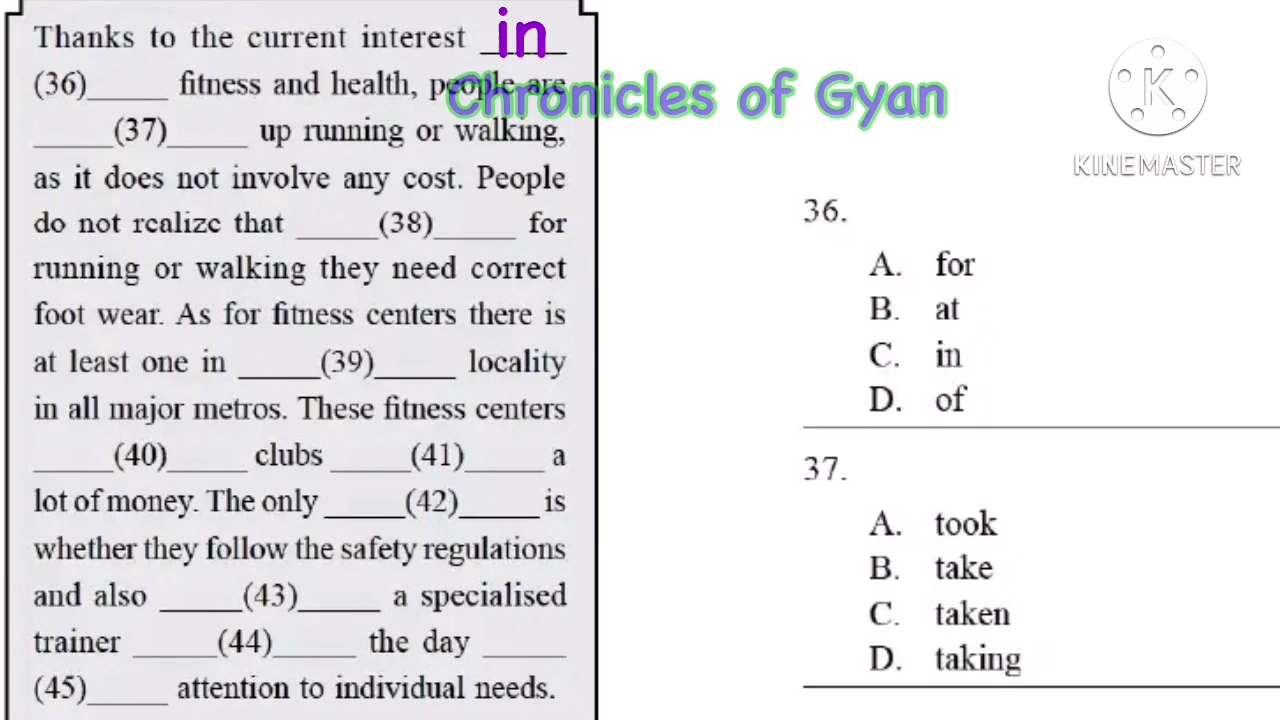 Thanks to the current interest ______ in
(36)______ fitness and health, people are
______(37)______ up running or walking,
as it does not involve any cost. People
do not realize that ______(38)______ for
running or walking they need correct
foot wear. As for fitness centers there is
at least one in ______(39)______ locality
in all major metros. These fitness centers
______(40)______ clubs ______(41)______ a
lot of money. The only ______(42)______ is
whether they follow the safety regulations
and also ______(43)______ a specialised
trainer ______(44)______ the day ______
(45)______ attention to individual needs.
Chronicles of Gyan
K
KINEMASTER
36.
A. for
B. at
C. in
D. of
37.
A. took
B. take
C. taken
D. taking